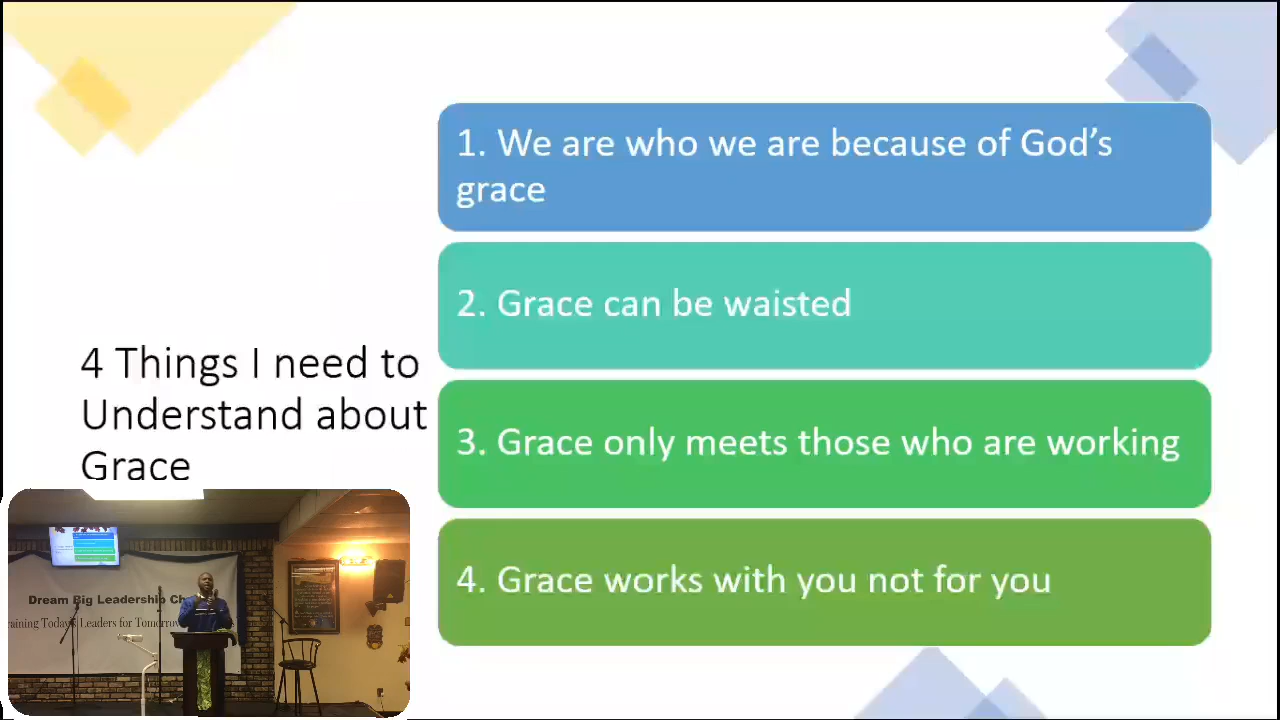 1. We are who we are because of God’s
grace
2. Grace can be waisted
4 Things I need to
Understand about
Grace
3. Grace only meets those who are working
4. Grace works with you not for you
Dream Big Leadership Ch
raining Today's Leaders for Tomorrow